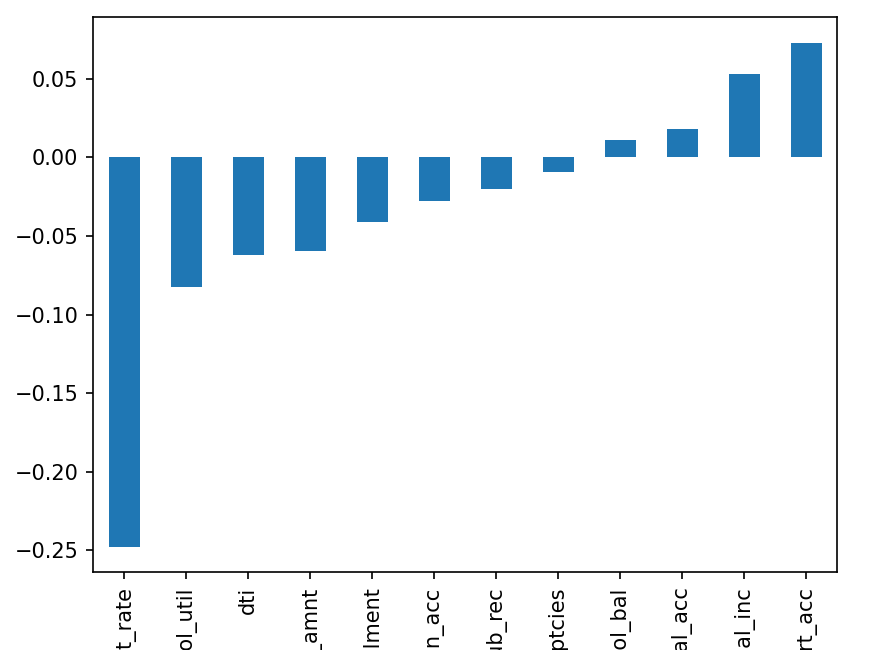 0.05
0.00
−0.05
−0.10
−0.15
−0.20
−0.25
t_rate
ol_util
dti
_amnt
lment
n_acc
ub_rec
ptcies
ol_bal
al_acc
al_inc
rt_acc